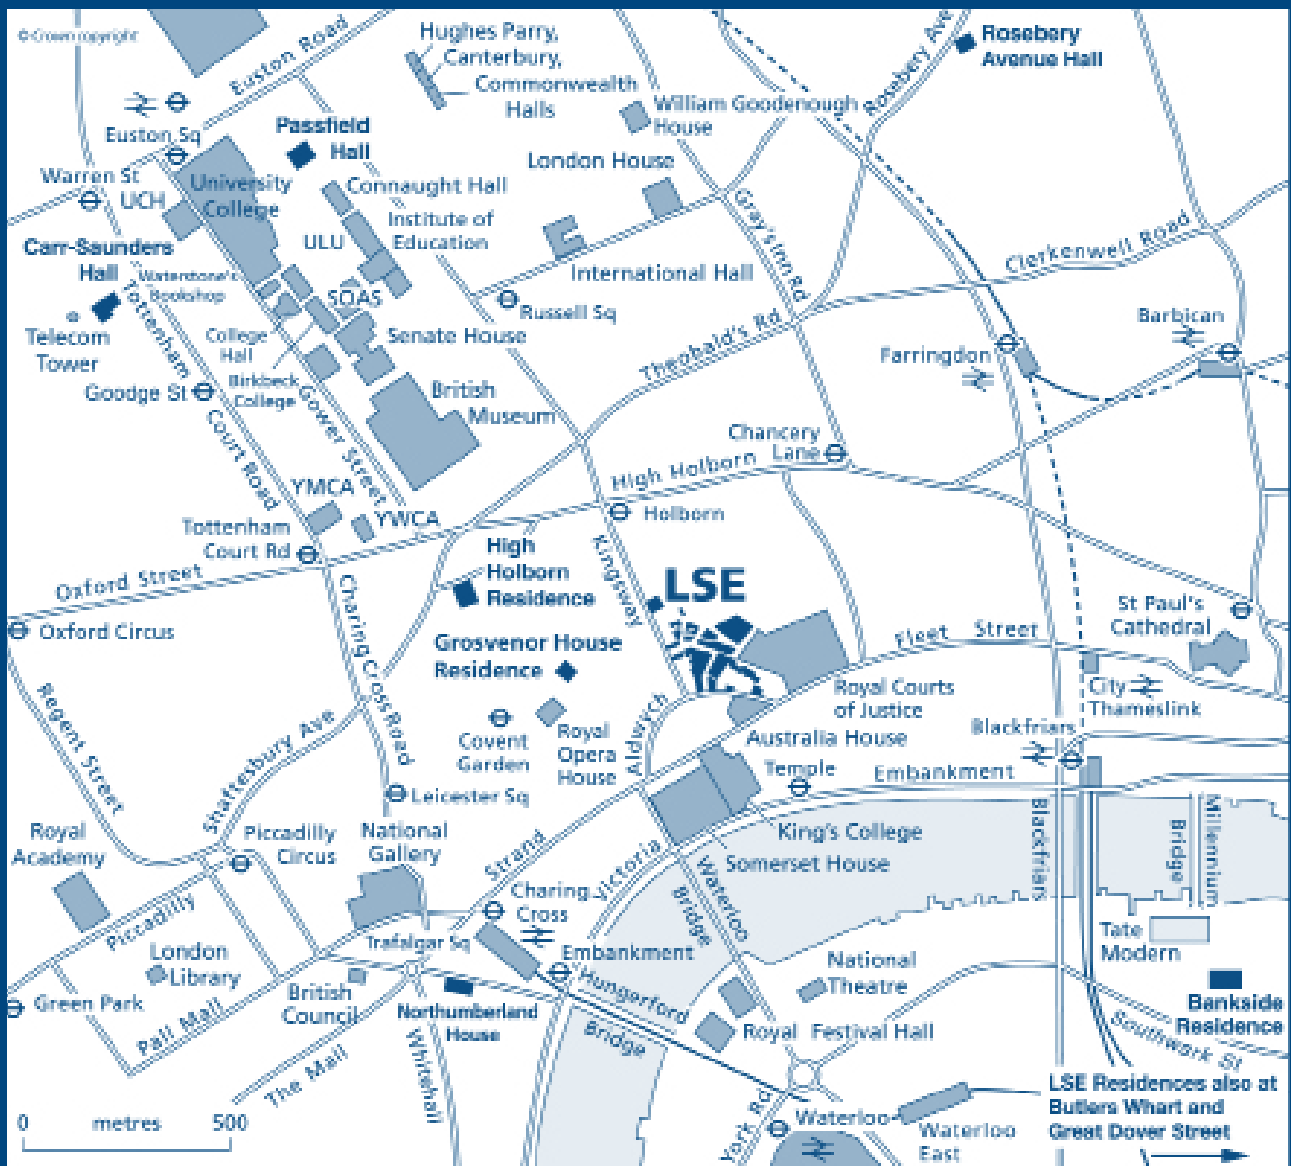 © Crown copyright
Euston Road
Hughes Parry,
Canterbury,
Commonwealth
Halls
Rosebery Ave
Rosebery
Avenue Hall
William Goodenough
House
Euston Sq
Passfield
Hall
London House
Warren St
UCH
University
College
Connaught Hall
Institute of
Education
ULU
Gray's Inn Rd
Clerkenwell Road
Carr-Saunders
Hall
Waterstone's
Bookshop
SOAS
International Hall
Russell Sq
Telecom
Tower
Tottenham
Court Road
College
Hall
Senate House
Theobald's Rd
Barbican
Farringdon
Goodge St
Birkbeck
College
Gower Street
British
Museum
Chancery
Lane
High Holborn
YMCA
YWCA
Holborn
Tottenham
Court Rd
High
Holborn
Residence
Kingsway
LSE
Oxford Street
Oxford Circus
Charing Cross Road
Grosvenor House
Residence
Fleet Street
St Paul's
Cathedral
City
Thameslink
Regent Street
Shaftesbury Ave
Covent
Garden
Royal
Opera
House
Aldwych
Royal Courts
of Justice
Australia House
Blackfriars
Temple
Embankment
Leicester Sq
Royal
Academy
Piccadilly
Circus
National
Gallery
Strand
Victoria
King's College
Somerset House
Blackfriars
Millennium
Bridge
Piccadilly
Charing
Cross
Waterloo
Bridge
Trafalgar Sq
London
Library
Embankment
National
Theatre
Tate
Modern
Green Park
Pall Mall
British
Council
Northumberland
House
Hungerford
Bridge
Royal Festival Hall
Bankside
Residence
Southwark St
The Mall
Whitehall
0 metres 500
York Rd
Waterloo
Waterloo
East
LSE Residences also at
Butlers Wharf and
Great Dover Street